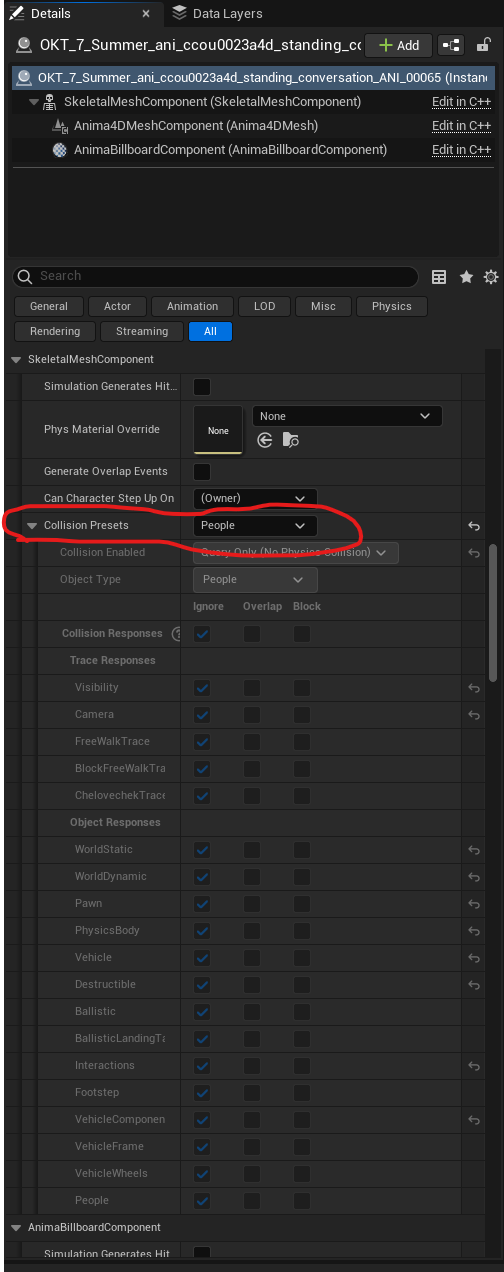 Details × Data Layers
OKT_7_Summer_ani_ccou0023a4d_standing_cc + Add
OKT_7_Summer_ani_ccou0023a4d_standing_conversation_ANI_00065 (Instanc
SkeletalMeshComponent (SkeletalMeshComponent) Edit in C++
Anima4DMeshComponent (Anima4DMesh) Edit in C++
AnimaBillboardComponent (AnimaBillboardComponent) Edit in C++
Search
General Actor Animation LOD Misc Physics
Rendering Streaming All
SkeletalMeshComponent
Simulation Generates Hit...
Phys Material Override None None
Generate Overlap Events
Can Character Step Up On (Owner)
Collision Presets People
Collision Enabled Query Only (No Physics Collision)
Object Type People
Ignore Overlap Block
Collision Responses ?
Trace Responses
Visibility
Camera
FreeWalkTrace
BlockFreeWalkTra
ChelovechekTrace
Object Responses
WorldStatic
WorldDynamic
Pawn
PhysicsBody
Vehicle
Destructible
Ballistic
BallisticLandingTa
Interactions
Footstep
VehicleComponen
VehicleFrame
VehicleWheels
People
AnimaBillboardComponent
Simulation Generates Hit